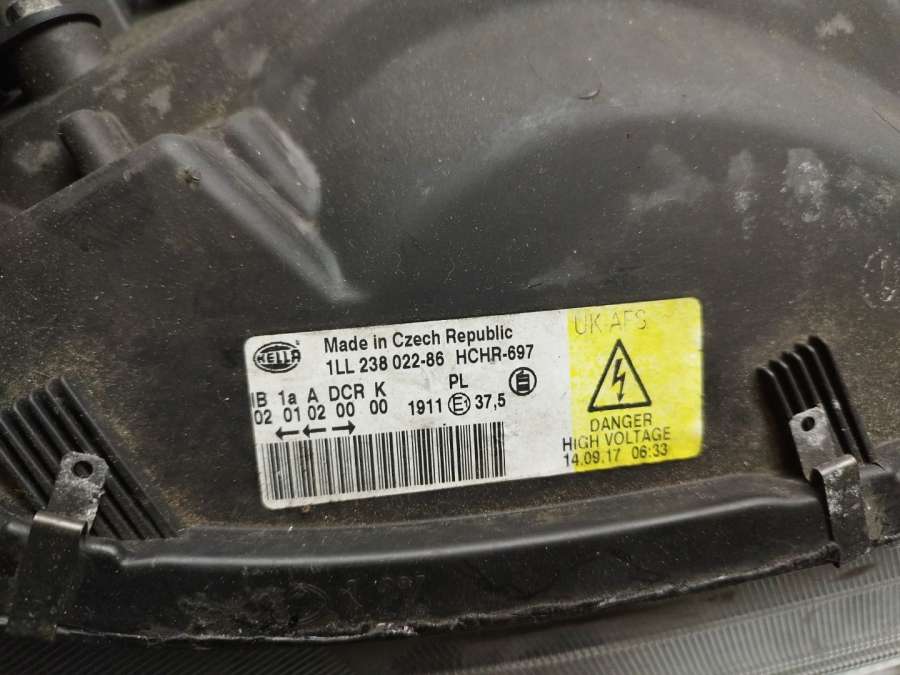 HELLA
Made in Czech Republic
1LL 238 022-86 HCHR-697
IB 1a A DCR K PL
02 01 02 00 00 1911 E1 37,5
←←→
UK-AFS
DANGER
HIGH VOLTAGE
14.09.17 06:33